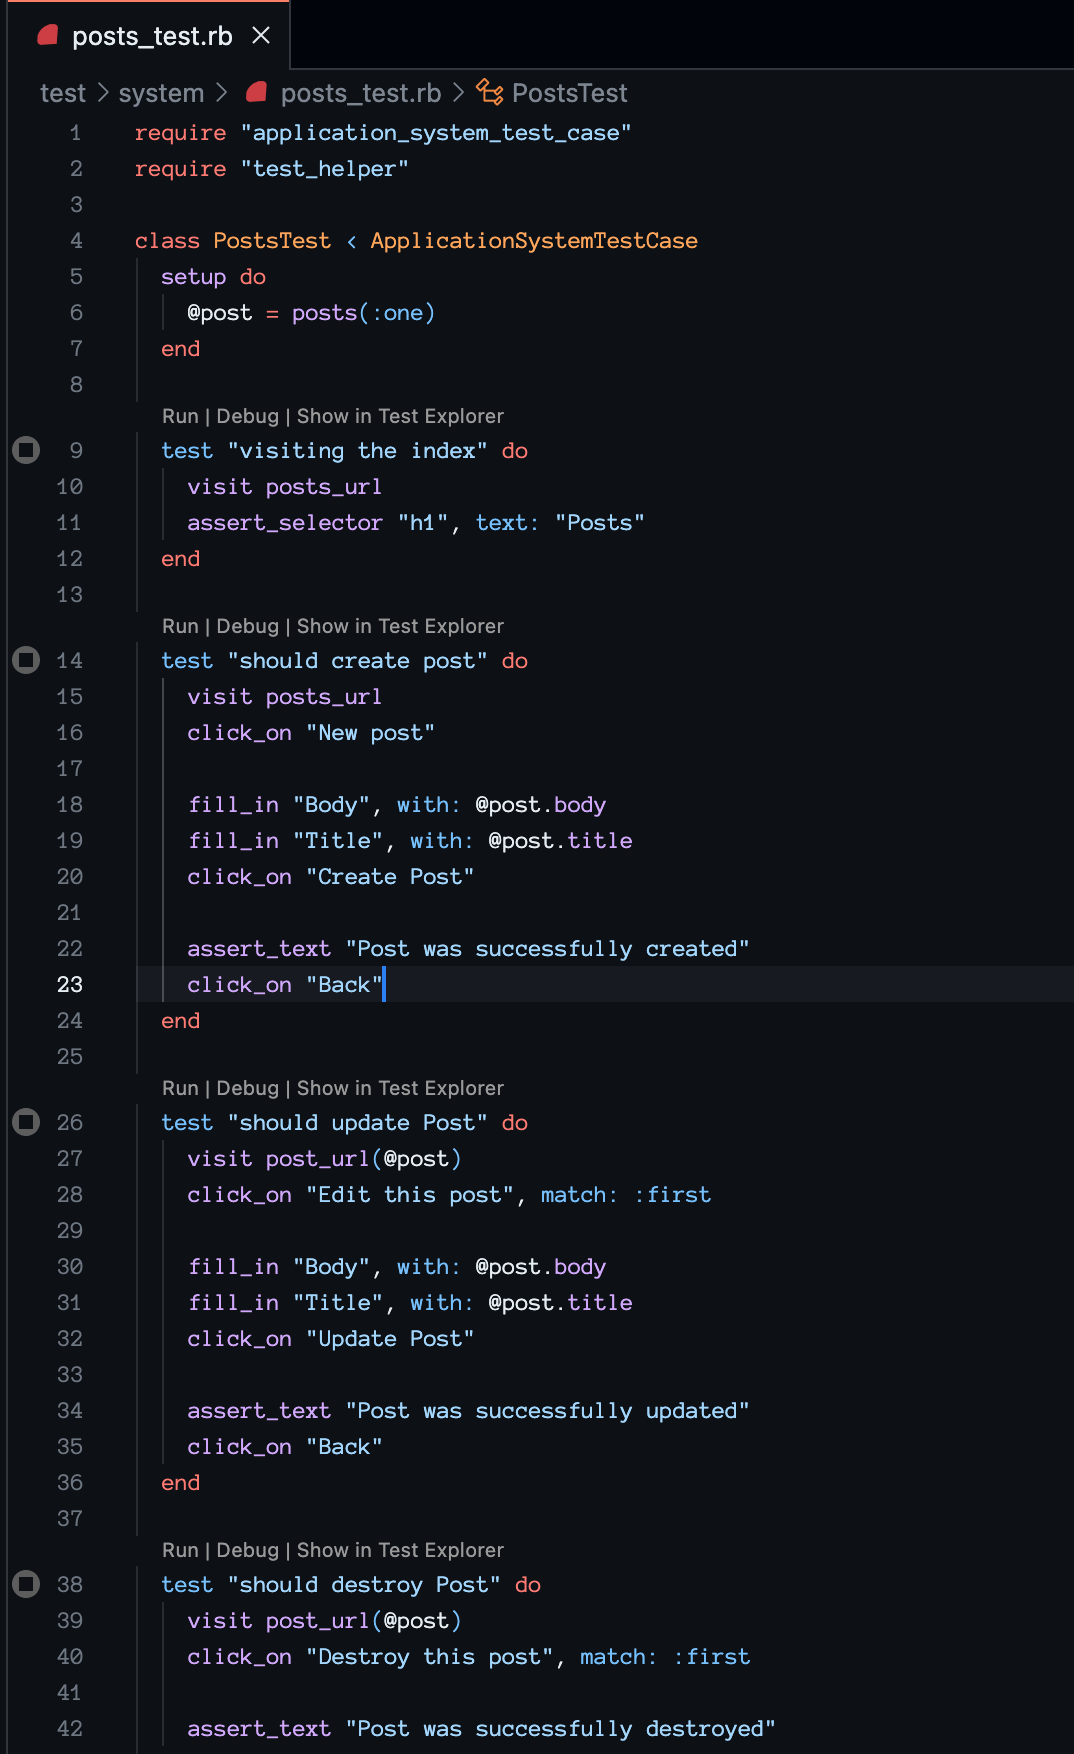 posts_test.rb
test > system > posts_test.rb > PostsTest
1 require "application_system_test_case"
2 require "test_helper"
3
4 class PostsTest < ApplicationSystemTestCase
5 setup do
6 @post = posts(:one)
7 end
8
Run | Debug | Show in Test Explorer
9 test "visiting the index" do
10 visit posts_url
11 assert_selector "h1", text: "Posts"
12 end
13
Run | Debug | Show in Test Explorer
14 test "should create post" do
15 visit posts_url
16 click_on "New post"
17
18 fill_in "Body", with: @post.body
19 fill_in "Title", with: @post.title
20 click_on "Create Post"
21
22 assert_text "Post was successfully created"
23 click_on "Back"
24 end
25
Run | Debug | Show in Test Explorer
26 test "should update Post" do
27 visit post_url(@post)
28 click_on "Edit this post", match: :first
29
30 fill_in "Body", with: @post.body
31 fill_in "Title", with: @post.title
32 click_on "Update Post"
33
34 assert_text "Post was successfully updated"
35 click_on "Back"
36 end
37
Run | Debug | Show in Test Explorer
38 test "should destroy Post" do
39 visit post_url(@post)
40 click_on "Destroy this post", match: :first
41
42 assert_text "Post was successfully destroyed"